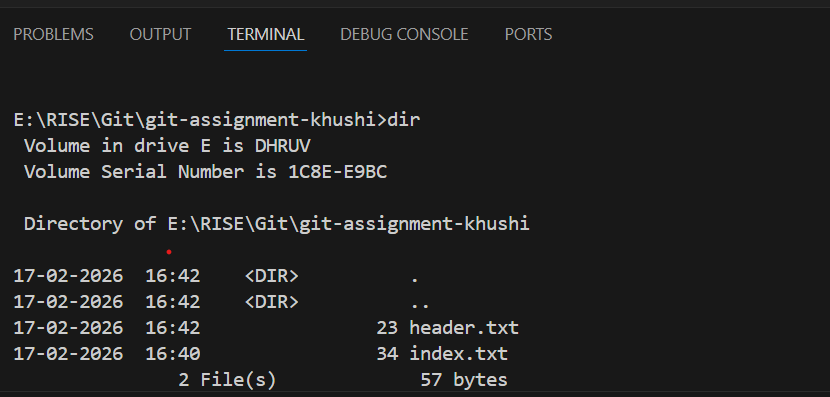 PROBLEMS OUTPUT TERMINAL DEBUG CONSOLE PORTS
E:\RISE\Git\git-assignment-khushi>dir
Volume in drive E is DHRUV
Volume Serial Number is 1C8E-E9BC
Directory of E:\RISE\Git\git-assignment-khushi
17-02-2026  16:42    <DIR>          .
17-02-2026  16:42    <DIR>          ..
17-02-2026  16:42                23 header.txt
17-02-2026  16:40                34 index.txt
2 File(s)             57 bytes